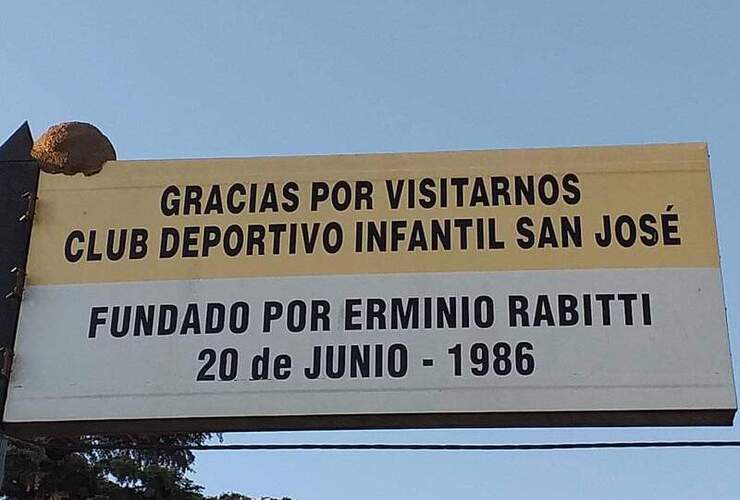 GRACIAS POR VISITARNOS
CLUB DEPORTIVO INFANTIL SAN JOSÉ
FUNDADO POR ERMINIO RABITTI
20 de JUNIO - 1986